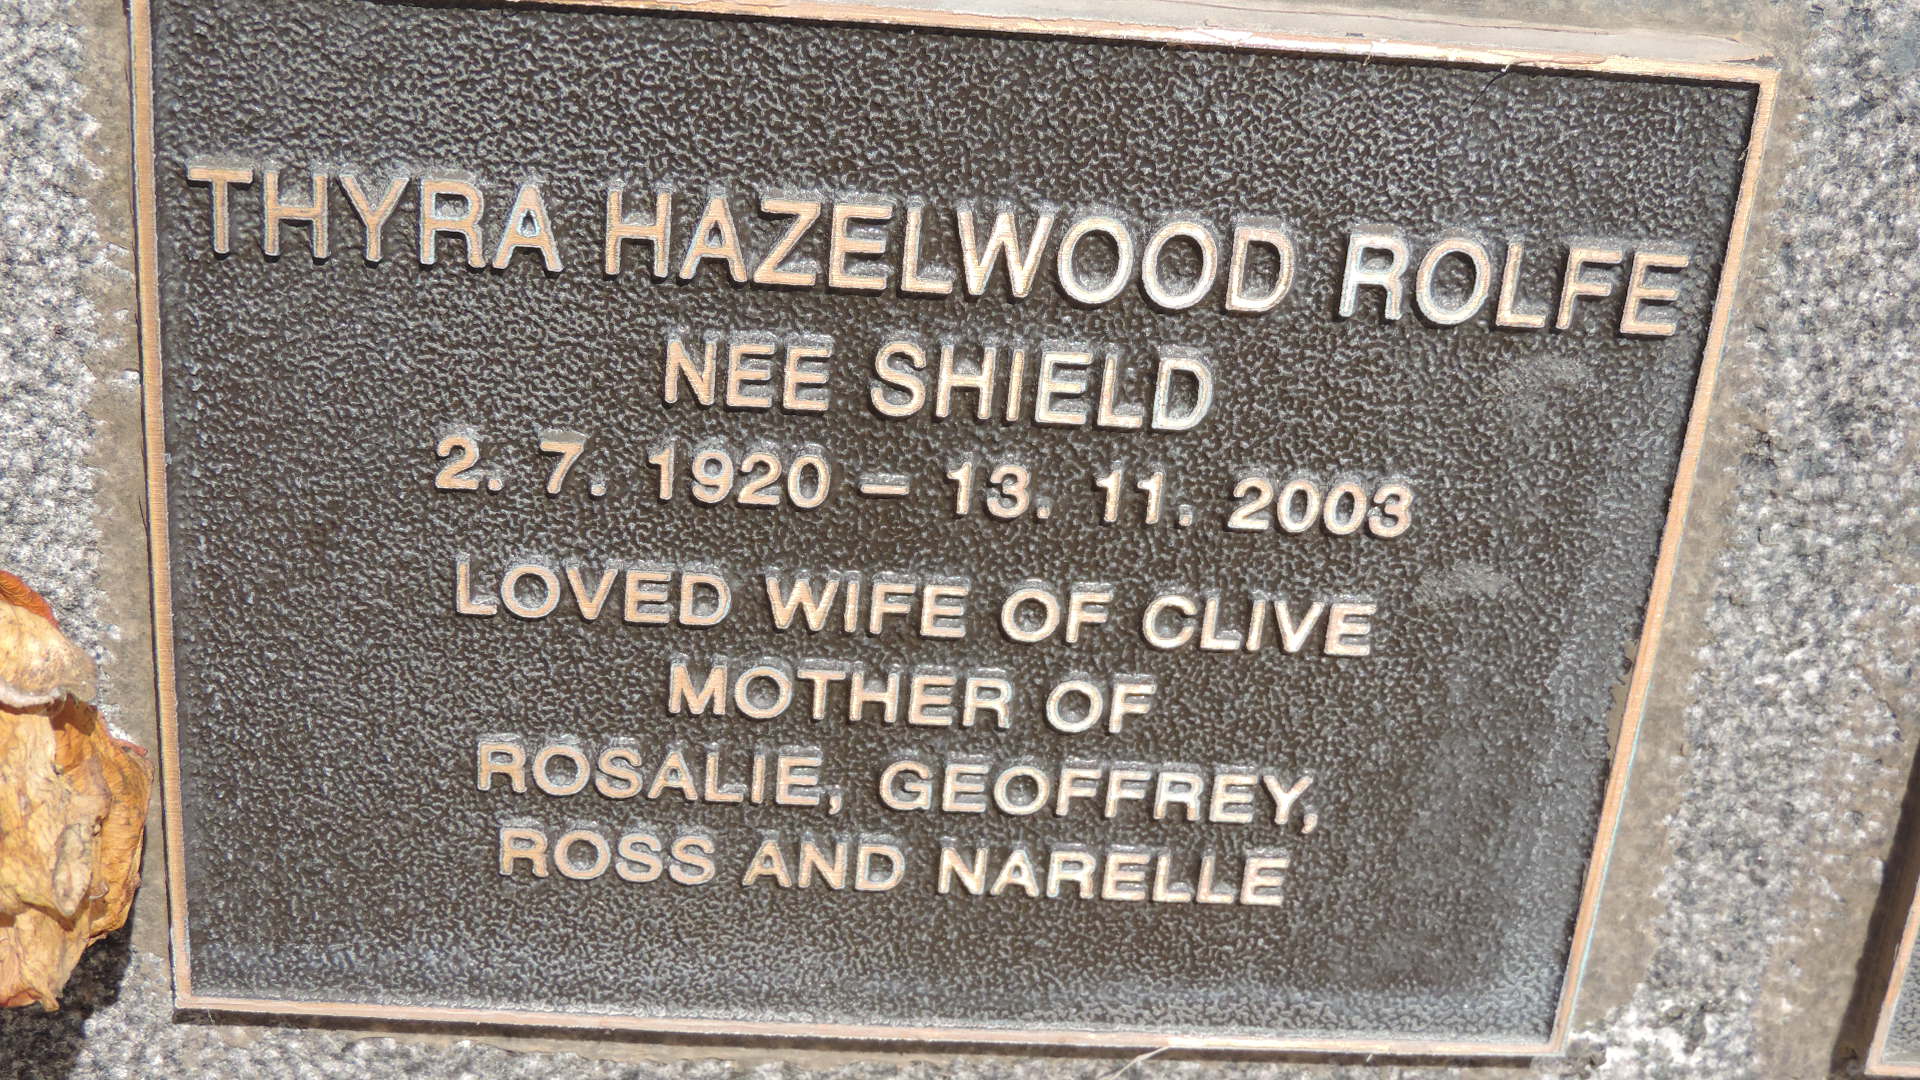 THYRA HAZELWOOD ROLFE
NEE SHIELD
2. 7. 1920 – 13. 11. 2003
LOVED WIFE OF CLIVE
MOTHER OF
ROSALIE, GEOFFREY,
ROSS AND NARELLE